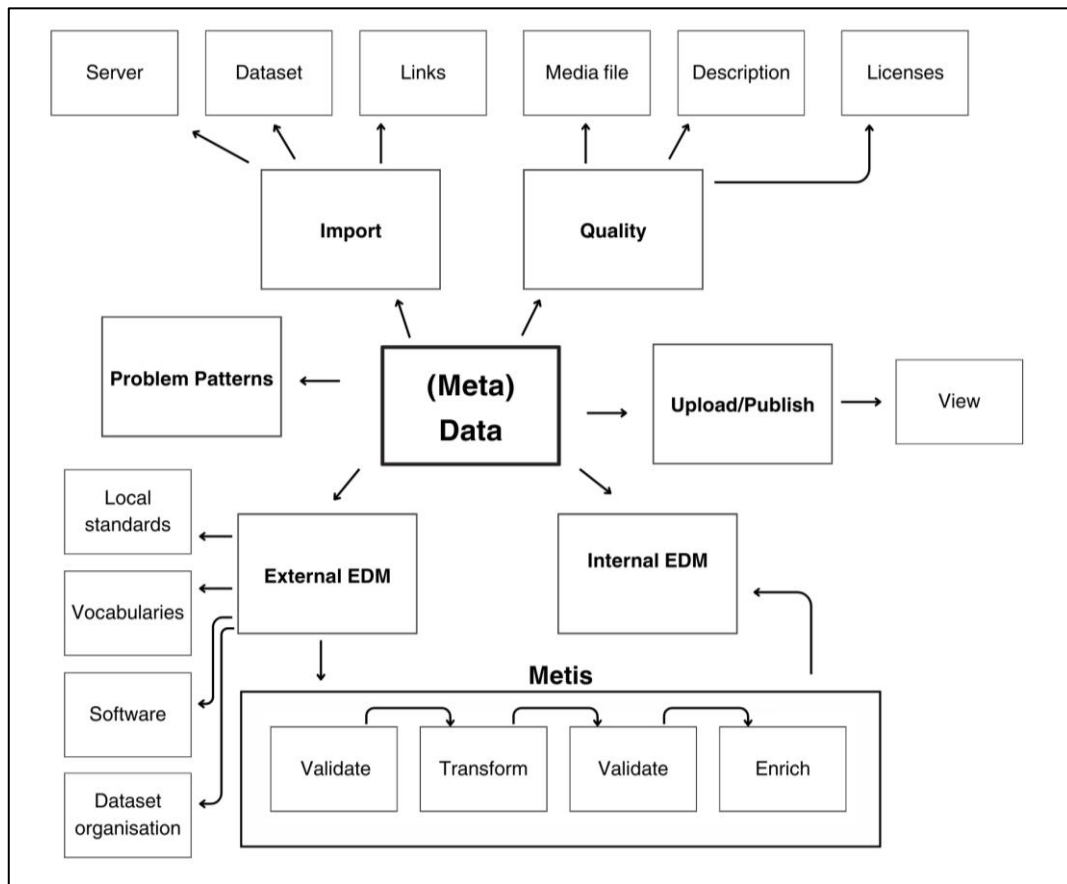 Server
Dataset
Links
Media file
Description
Licenses
Import
Quality
Problem Patterns
(Meta)
Data
Upload/Publish
View
Local
standards
Vocabularies
Software
Dataset
organisation
External EDM
Internal EDM
Metis
Validate
Transform
Validate
Enrich